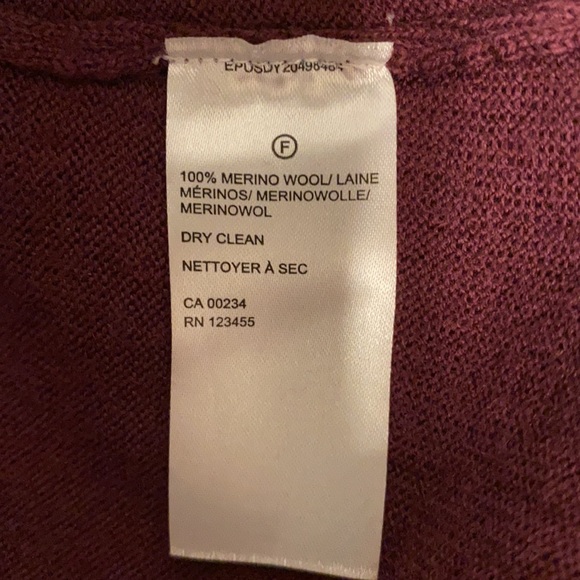 F
100% MERINO WOOL/ LAINE
MÉRINOS/ MERINOWOLLE/
MERINOWOL
DRY CLEAN
NETTOYER À SEC
CA 00234
RN 123455